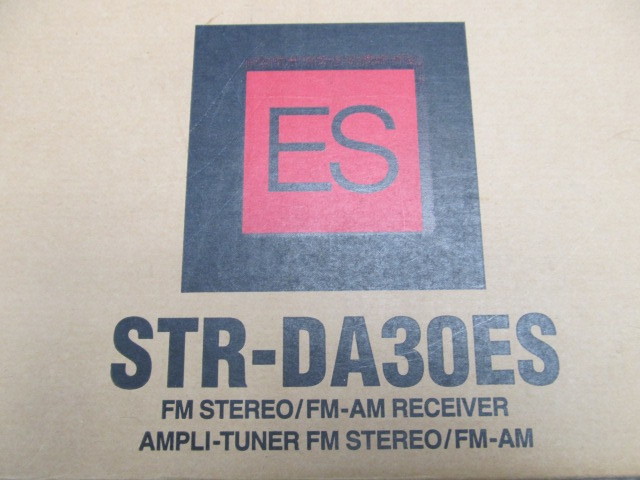 ES
STR-DA30ES
FM STEREO/FM-AM RECEIVER
AMPLI-TUNER FM STEREO/FM-AM